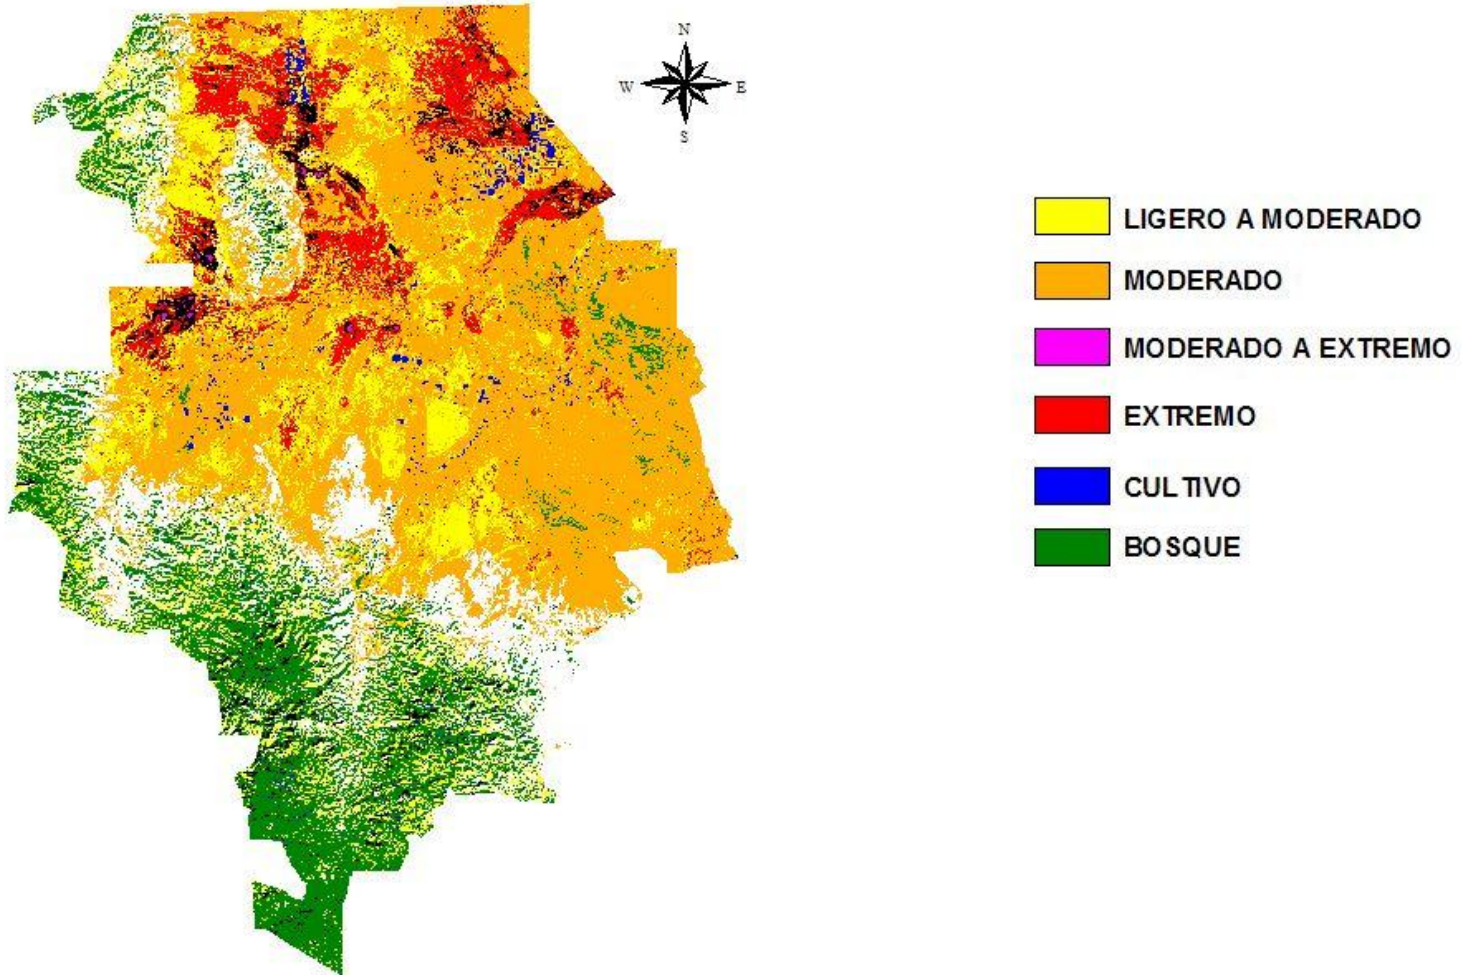 N
W E
S
LIGERO A MODERADO
MODERADO
MODERADO A EXTREMO
EXTREMO
CULTIVO
BOSQUE